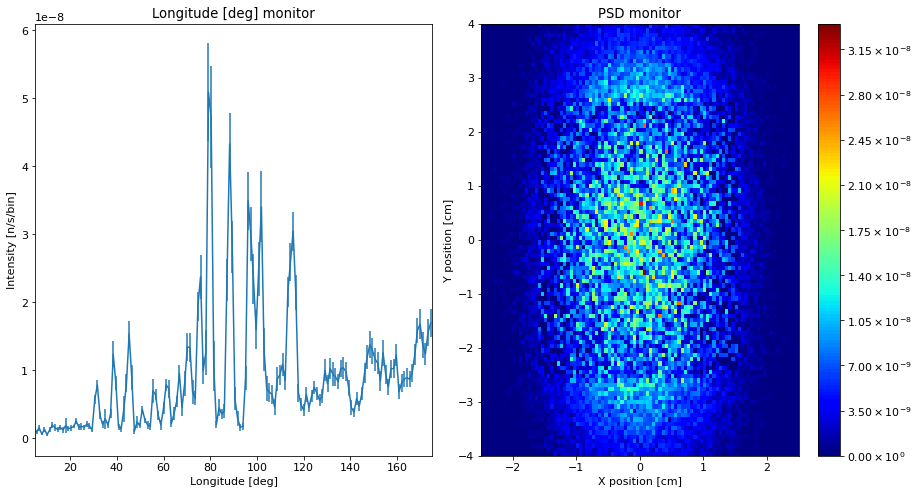 Longitude [deg] monitor
1e−8
6
5
4
3
2
1
0
Intensity [n/s/bin]
20 40 60 80 100 120 140 160
Longitude [deg]
PSD monitor
4
3
2
1
0
−1
−2
−3
−4
Y position [cm]
−2 −1 0 1 2
X position [cm]
3.15 × 10⁻⁸
2.80 × 10⁻⁸
2.45 × 10⁻⁸
2.10 × 10⁻⁸
1.75 × 10⁻⁸
1.40 × 10⁻⁸
1.05 × 10⁻⁸
7.00 × 10⁻⁹
3.50 × 10⁻⁹
0.00 × 10⁰